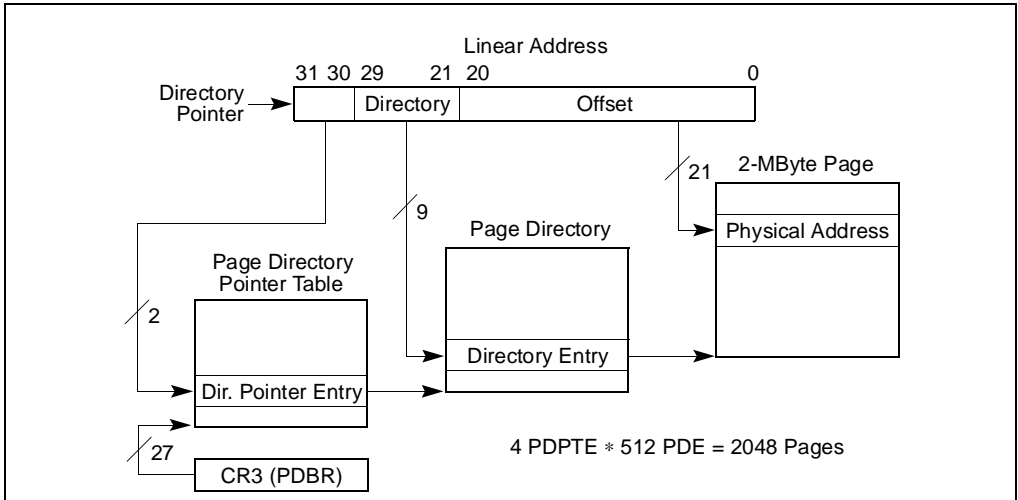 Linear Address
31 30 29 21 20 0
Directory
Pointer
Directory
Offset
21
2-MByte Page
9
Physical Address
Page Directory
Page Directory
Pointer Table
2
Directory Entry
Dir. Pointer Entry
27
4 PDPTE * 512 PDE = 2048 Pages
CR3 (PDBR)